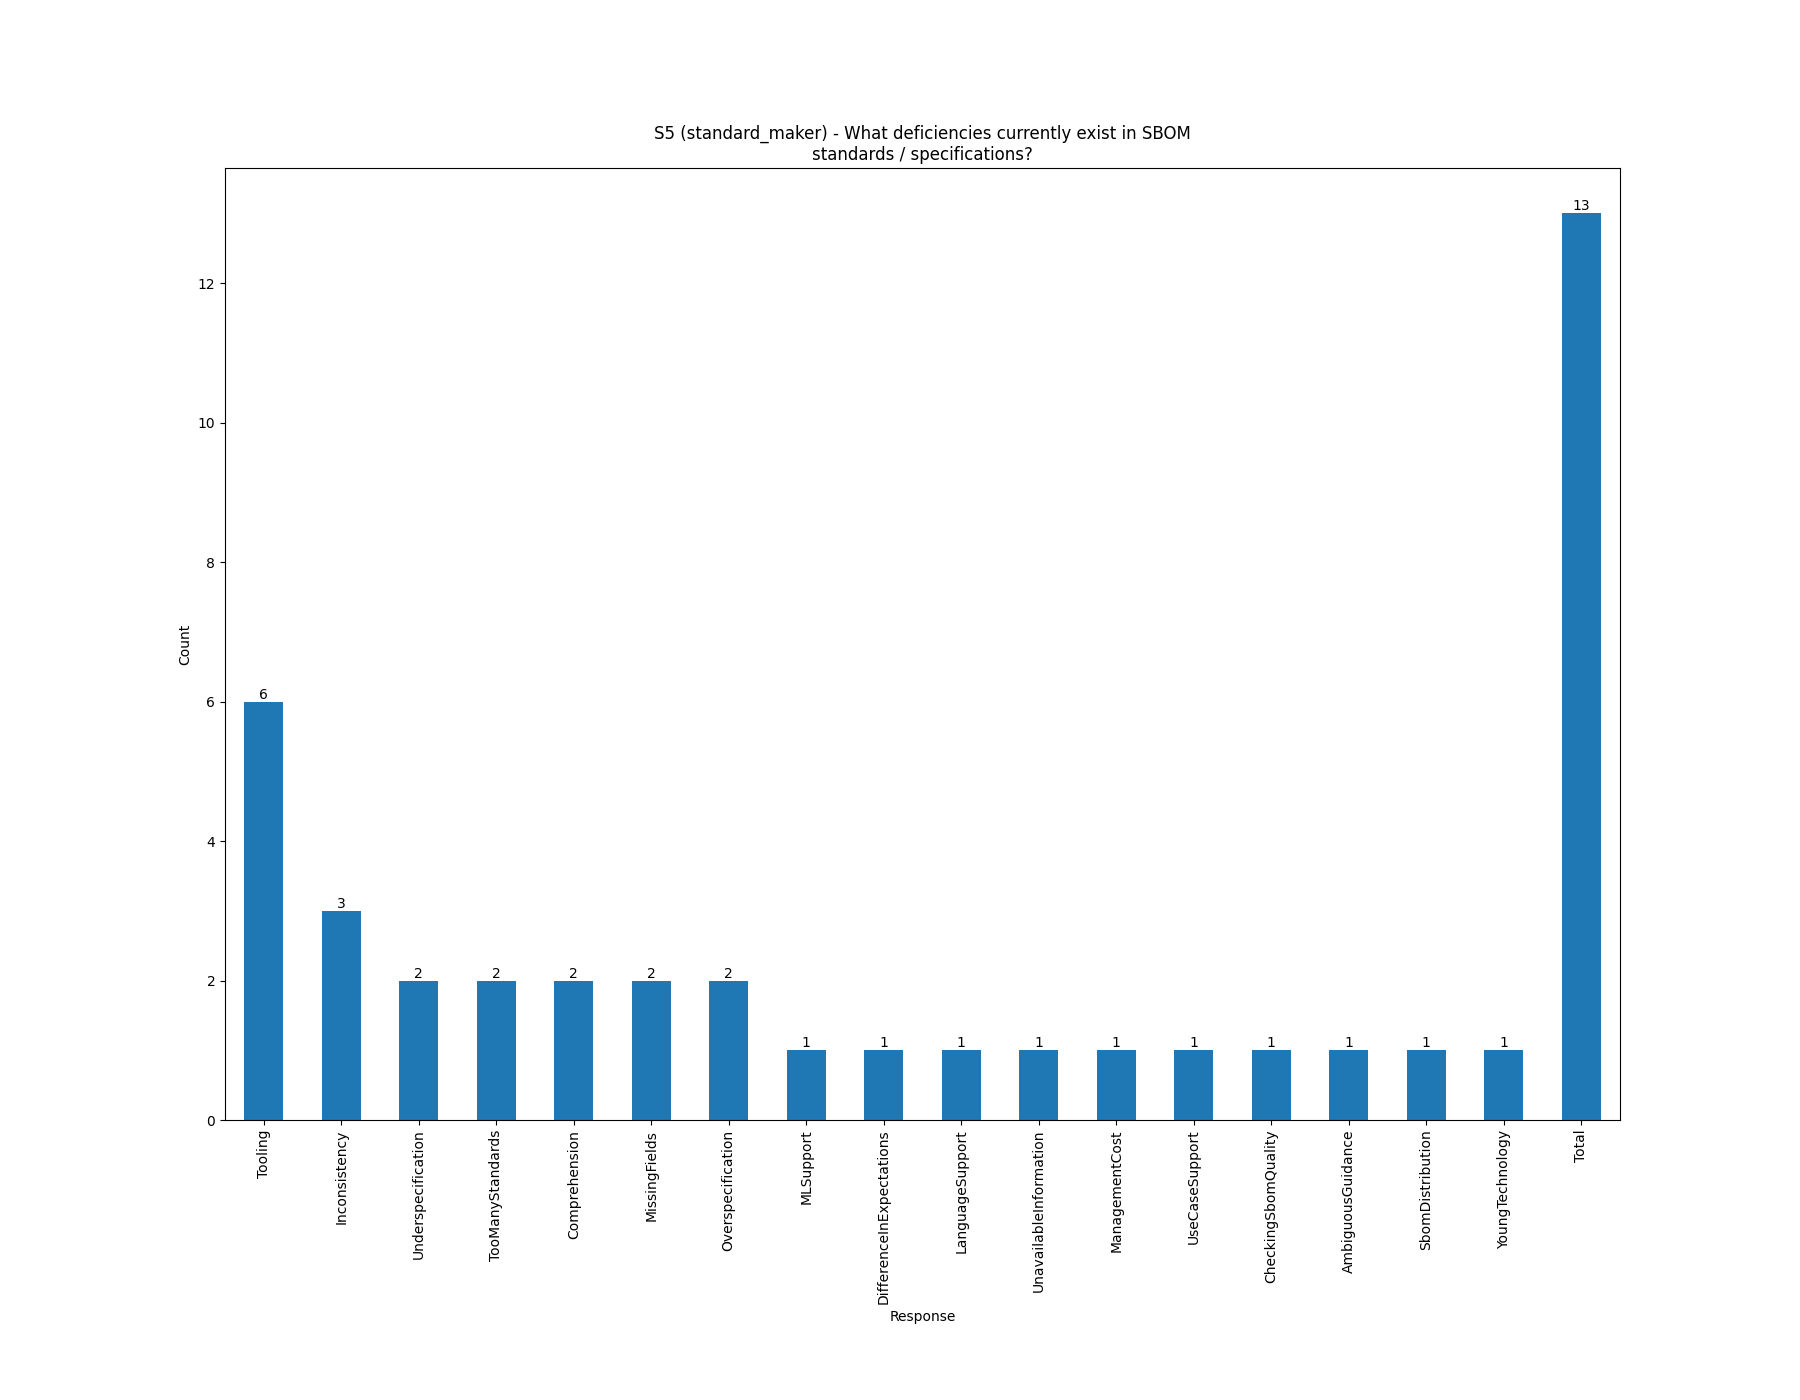 S5 (standard_maker) - What deficiencies currently exist in SBOM
standards / specifications?
Count
12
10
8
6
4
2
0
6
3
2
2
2
2
2
1
1
1
1
1
1
1
1
1
1
13
Tooling
Inconsistency
Underspecification
TooManyStandards
Comprehension
MissingFields
Overspecification
MLSupport
DifferenceInExpectations
LanguageSupport
UnavailableInformation
ManagementCost
UseCaseSupport
CheckingSbomQuality
AmbiguousGuidance
SbomDistribution
YoungTechnology
Total
Response